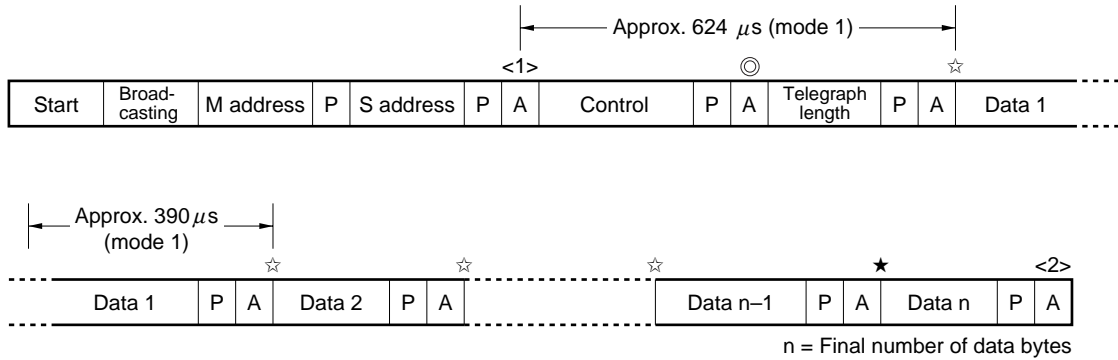 Approx. 624 μs (mode 1)
<1> ◎ ☆
Start Broad-casting M address P S address P A Control P A Telegraph length P A Data 1
Approx. 390 μs
(mode 1)
☆ ☆ ☆ ★ <2>
Data 1 P A Data 2 P A Data n–1 P A Data n P A
n = Final number of data bytes